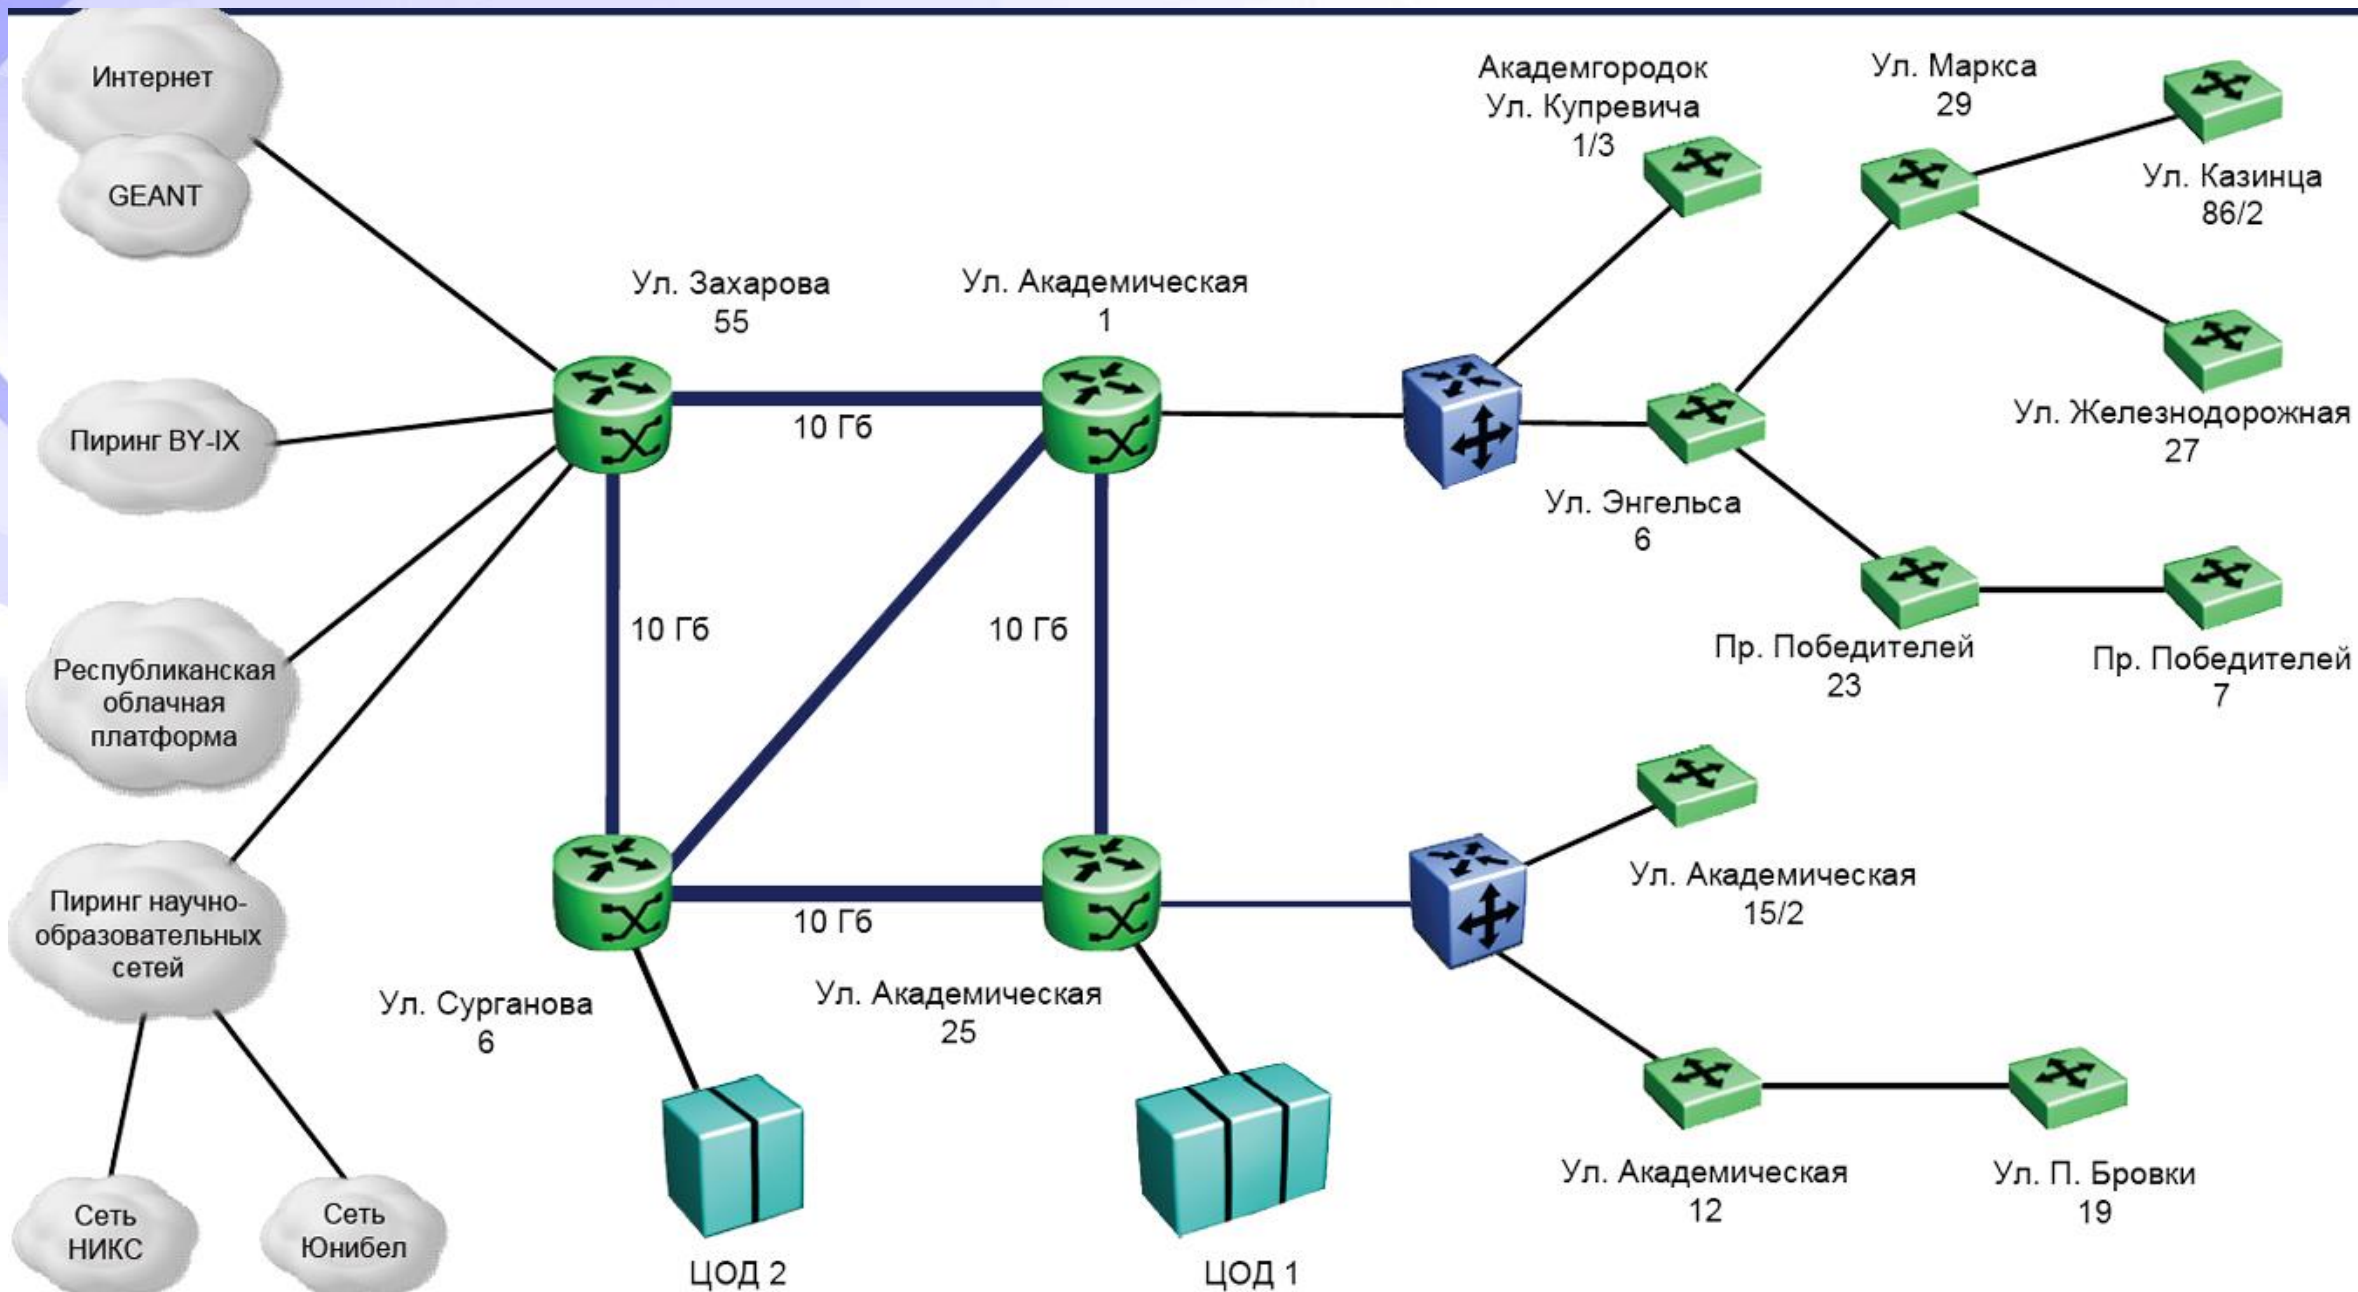 Интернет
GEANT
Пиринг BY-IX
Республиканская
облачная
платформа
Пиринг научно-
образовательных
сетей
Сеть
НИКС
Сеть
Юнибел
Ул. Захарова
55
Ул. Академическая
1
10 Гб
10 Гб
10 Гб
10 Гб
Ул. Сурганова
6
Ул. Академическая
25
ЦОД 2
ЦОД 1
Академгородок
Ул. Купревича
1/3
Ул. Маркса
29
Ул. Казинца
86/2
Ул. Железнодорожная
27
Ул. Энгельса
6
Пр. Победителей
23
Пр. Победителей
7
Ул. Академическая
15/2
Ул. Академическая
12
Ул. П. Бровки
19